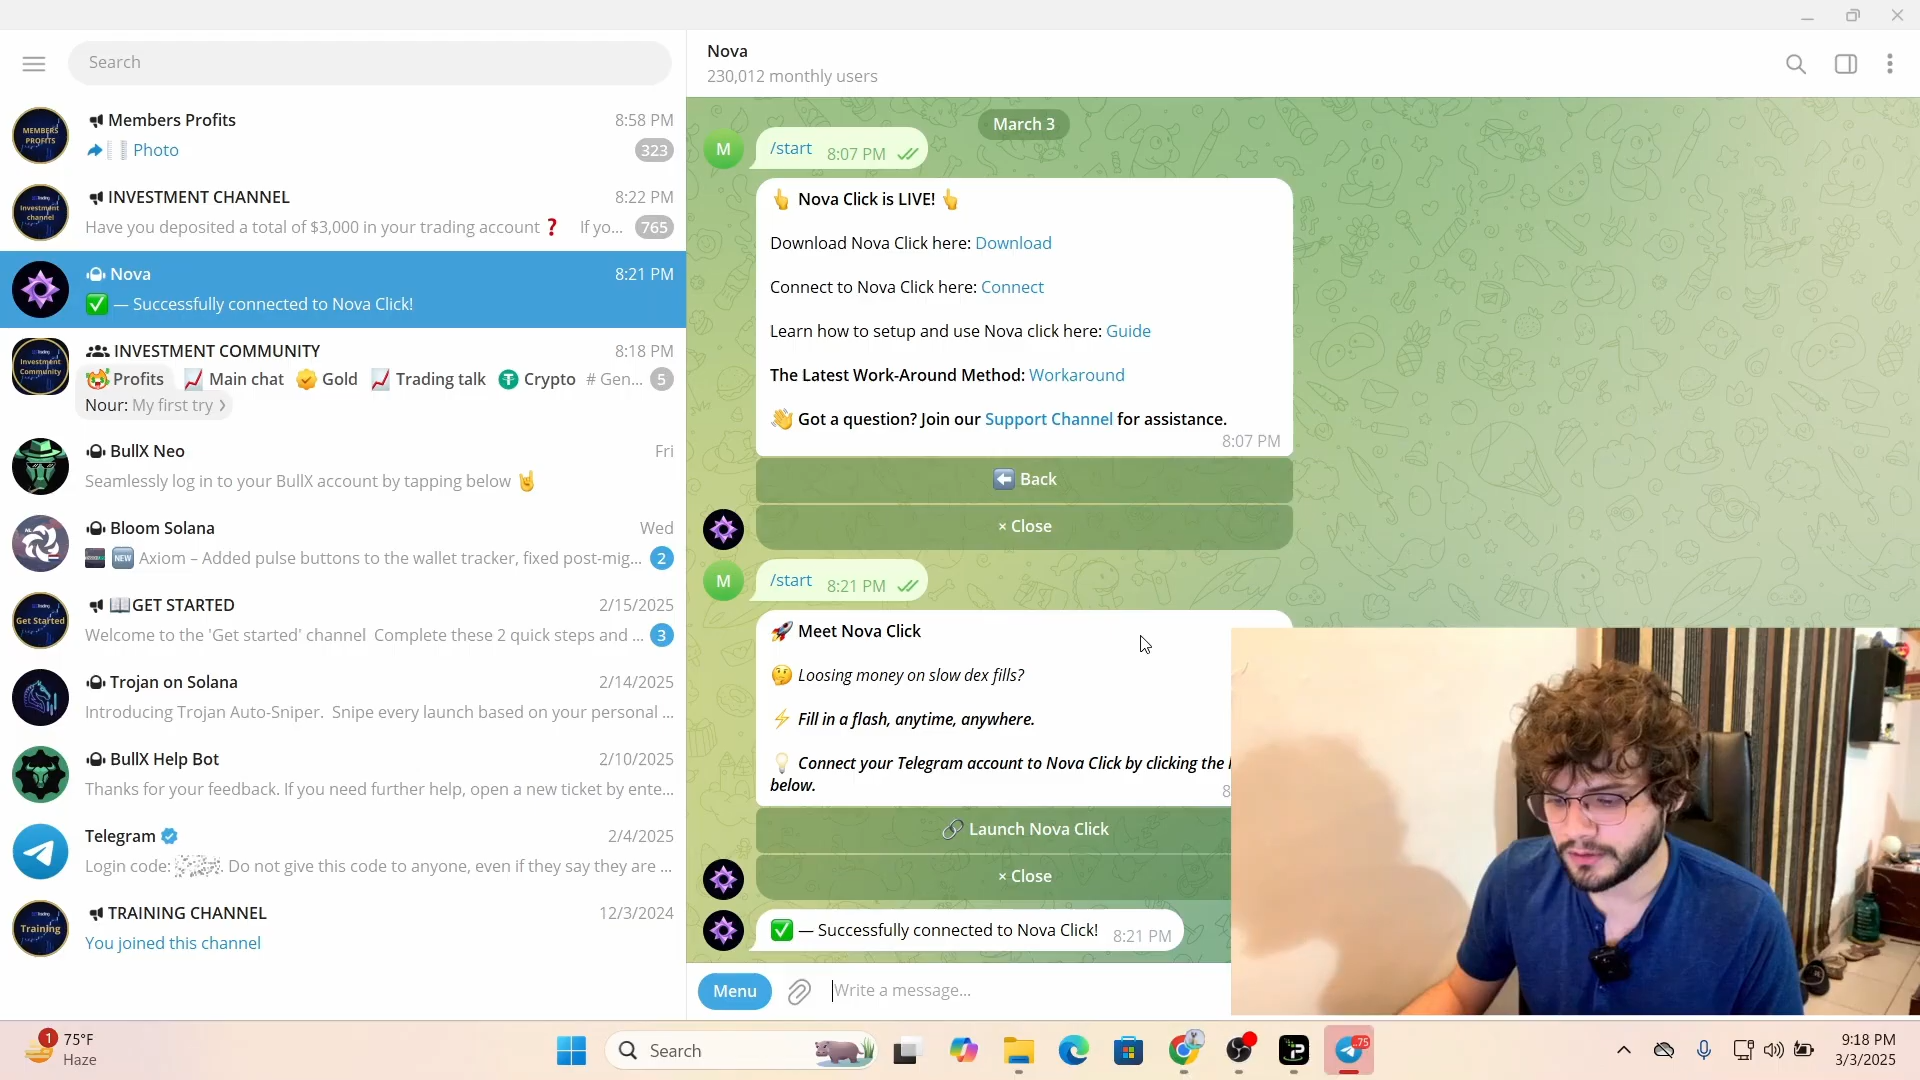 Search
Members Profits 8:58 PM
Photo 323
INVESTMENT CHANNEL 8:22 PM
Have you deposited a total of $3,000 in your trading account❓ If yo... 765
Nova 8:21 PM
✅ — Successfully connected to Nova Click!
INVESTMENT COMMUNITY 8:18 PM
Profits Main chat Gold Trading talk Crypto # Gen... 5
Nour: My first try >
BullX Neo Fri
Seamlessly log in to your BullX account by tapping below 🤘
Bloom Solana Wed
🆕 Axiom – Added pulse buttons to the wallet tracker, fixed post-mig... 2
📖GET STARTED 2/15/2025
Welcome to the 'Get started' channel Complete these 2 quick steps and ... 3
Trojan on Solana 2/14/2025
Introducing Trojan Auto-Sniper. Snipe every launch based on your personal ...
BullX Help Bot 2/10/2025
Thanks for your feedback. If you need further help, open a new ticket by ente...
Telegram 2/4/2025
Login code: . Do not give this code to anyone, even if they say they are ...
TRAINING CHANNEL 12/3/2024
You joined this channel
MEMBERS
PROFITS
Investment
channel
Investment
Community
Get Started
Training
Nova
230,012 monthly users
March 3
M /start 8:07 PM
👆 Nova Click is LIVE! 👆
Download Nova Click here: Download
Connect to Nova Click here: Connect
Learn how to setup and use Nova click here: Guide
The Latest Work-Around Method: Workaround
👋 Got a question? Join our Support Channel for assistance.
8:07 PM
⬅️ Back
× Close
M /start 8:21 PM
🚀 Meet Nova Click
🤔 Loosing money on slow dex fills?
⚡ Fill in a flash, anytime, anywhere.
💡 Connect your Telegram account to Nova Click by clicking the
below. 8
🔗 Launch Nova Click
× Close
✅ — Successfully connected to Nova Click! 8:21 PM
Menu Write a message...
1 75°F
Haze
Search
75
9:18 PM
3/3/2025